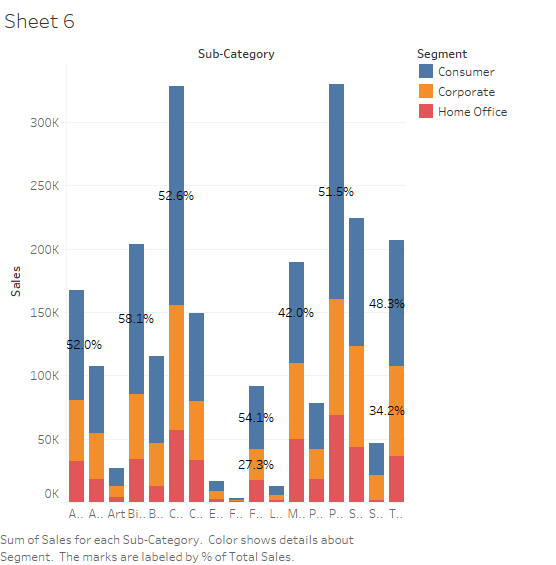 Sheet 6
Sub-Category
Segment
Consumer
Corporate
Home Office
300K
250K
200K
150K
100K
50K
0K
Sales
52.6%
51.5%
58.1%
42.0%
48.3%
52.0%
54.1%
34.2%
27.3%
A.. A.. Art Bi.. B.. C.. C.. E.. F.. F.. L.. M.. P.. P.. S.. S.. T..
Sum of Sales for each Sub-Category. Color shows details about
Segment. The marks are labeled by % of Total Sales.